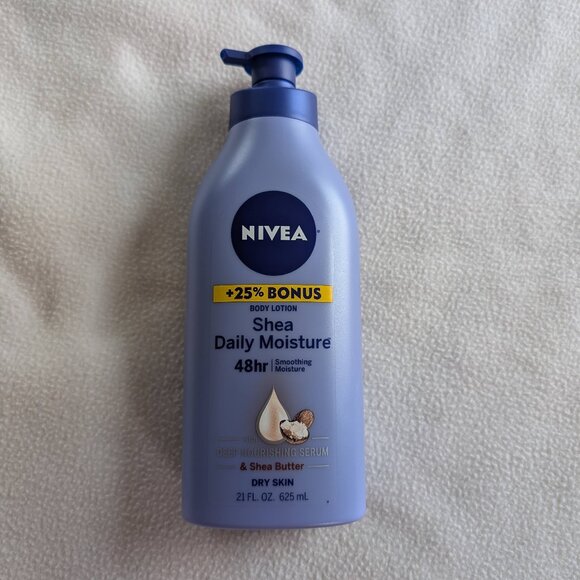 NIVEA
+25% BONUS
BODY LOTION
Shea
Daily Moisture
48hr | Smoothing
Moisture
DEEP NOURISHING SERUM
& Shea Butter
DRY SKIN
21 FL. OZ. 625 mL